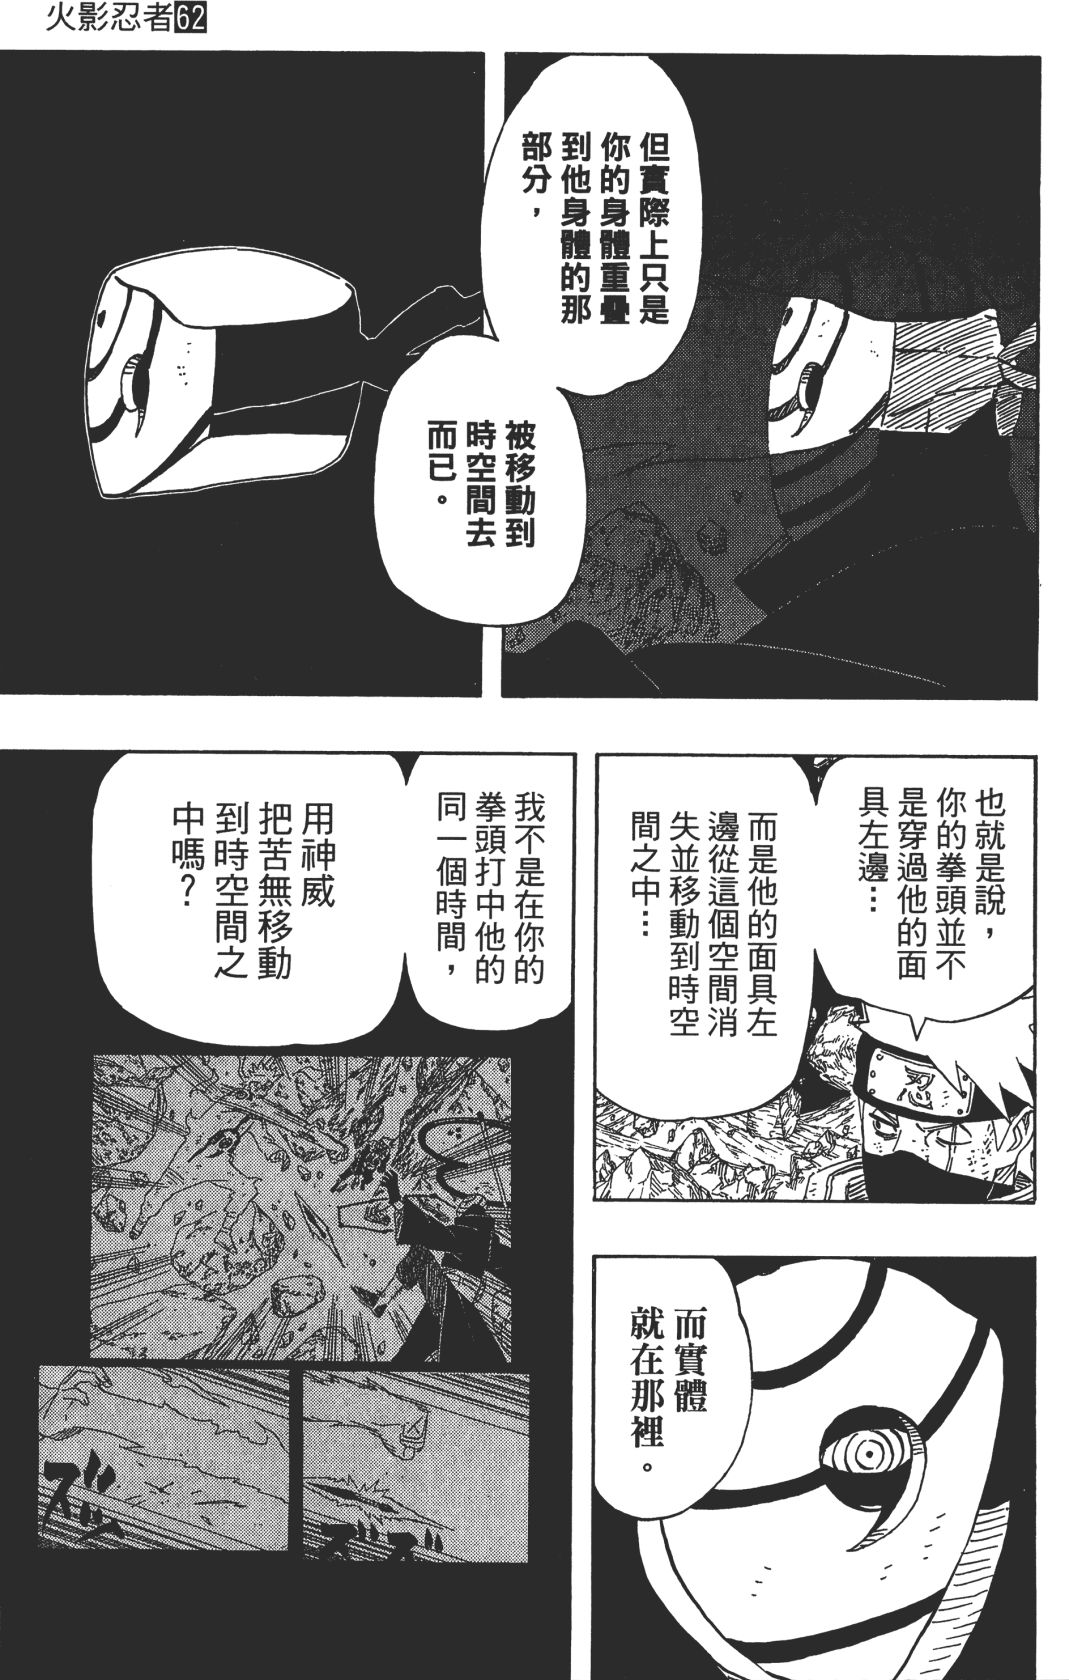 火影忍者62
但實際上只是
你的身體重疊
到他身體的那
部分，
被移動到
時空間去
而已。
也就是說，
你的拳頭並不
是穿過他的面
具左邊…
而是他的面具左
邊從這個空間消
失並移動到時空
間之中…
忍
而實體
就在那裡。
我不是在你的
拳頭打中他的
同一個時間，
用神威
把苦無移動
到時空間之
中嗎？
ズズ
ズッ